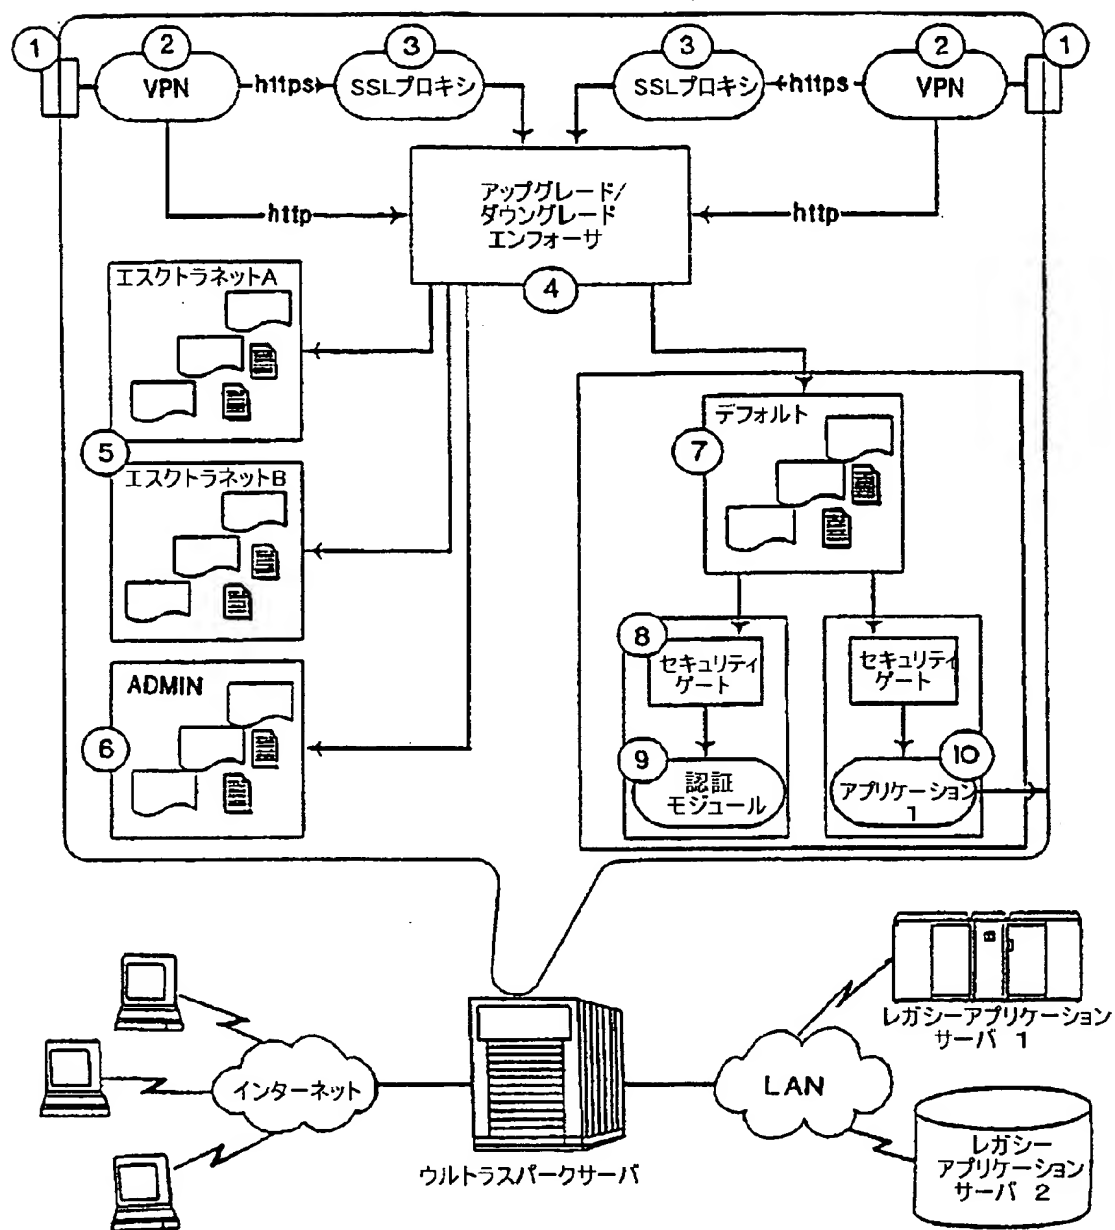 1
2
3
3
2
1
VPN
https
SSLプロキシ
SSLプロキシ
https
VPN
アップグレード/
ダウングレード
エンフォーサ
http
http
4
エスクトラネットA
5
エスクトラネットB
ADMIN
6
デフォルト
7
8
セキュリティ
ゲート
セキュリティ
ゲート
9
認証
モジュール
10
アプリケーション
1
インターネット
ウルトラスパークサーバ
LAN
レガシーアプリケーション
サーバ 1
レガシー
アプリケーション
サーバ 2